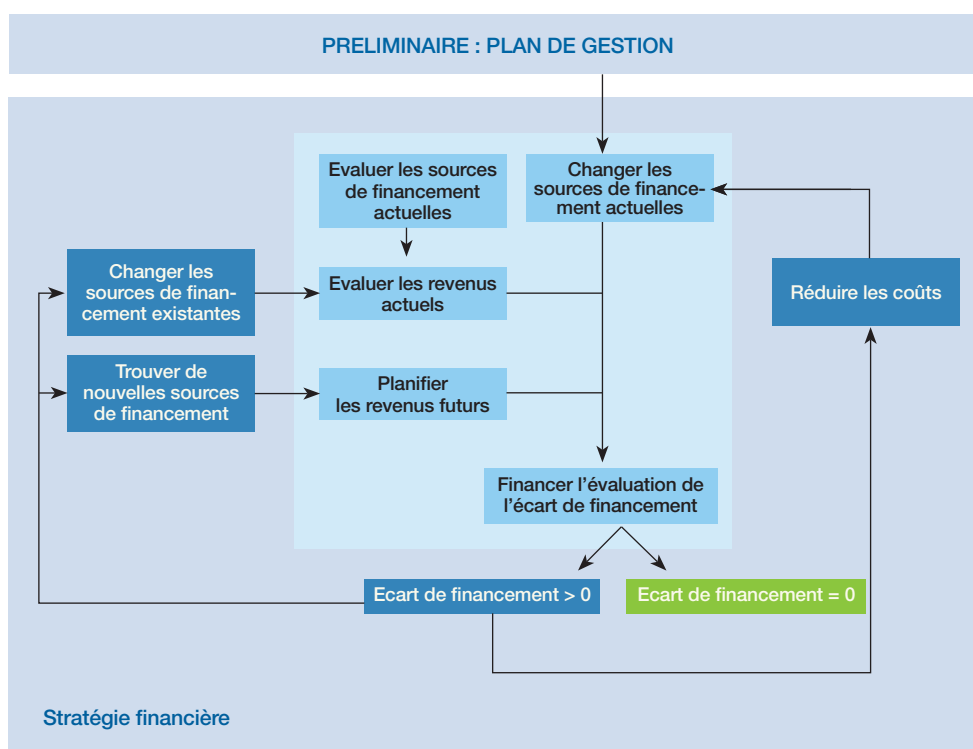 PRELIMINAIRE : PLAN DE GESTION
Evaluer les sources
de financement
actuelles
Changer les
sources de finance-
ment actuelles
Changer les
sources de finan-
cement existantes
Evaluer les revenus
actuels
Réduire les coûts
Trouver de
nouvelles sources
de financement
Planifier
les revenus futurs
Financer l’évaluation de
l’écart de financement
Ecart de financement > 0
Ecart de financement = 0
Stratégie financière